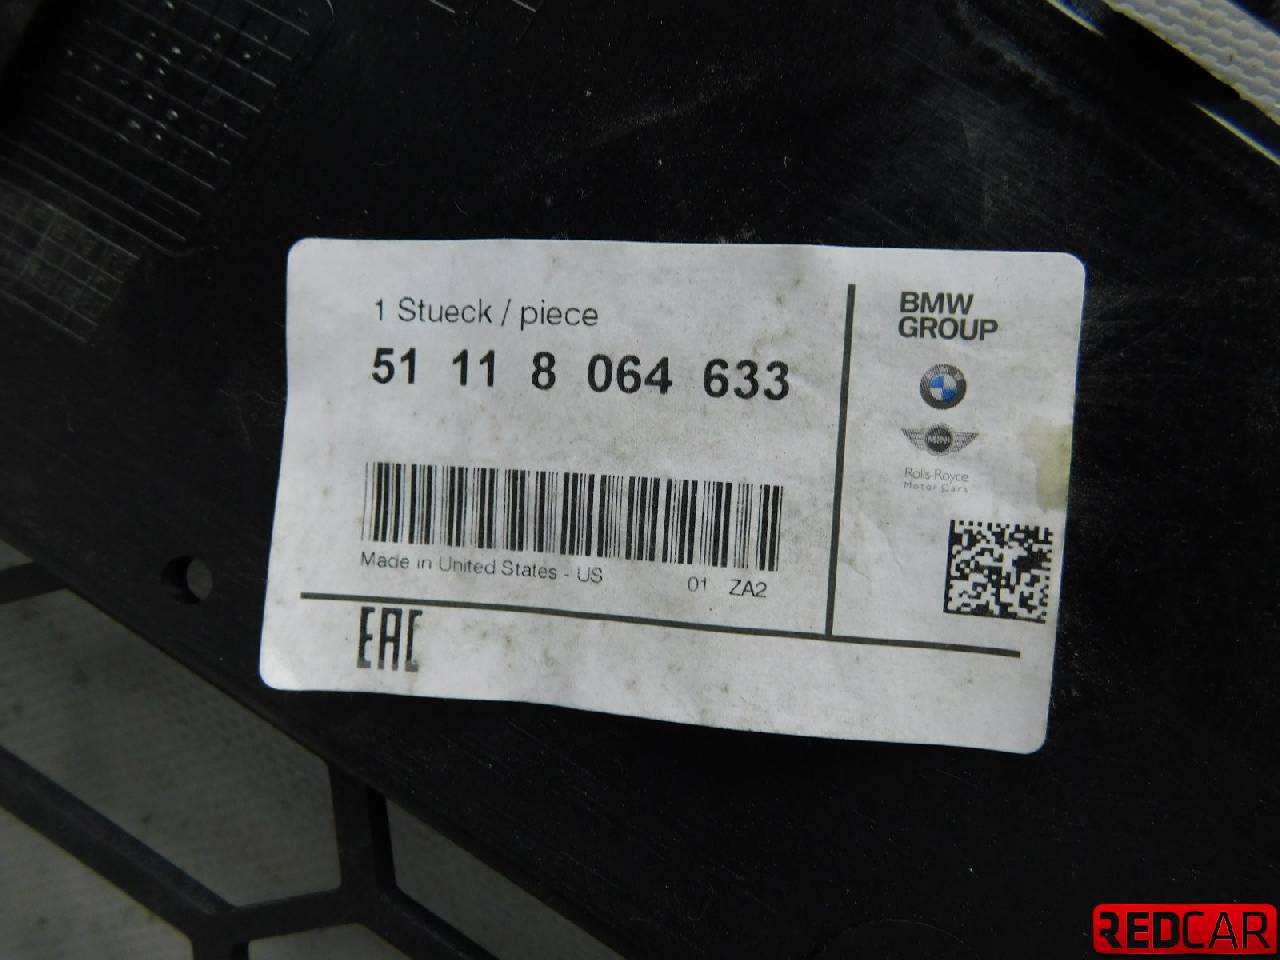 1 Stueck / piece
51 11 8 064 633
Made in United States - US
01 ZA2
EAC
BMW
GROUP
MINI
Rolls-Royce
Motor Cars
REDCAR